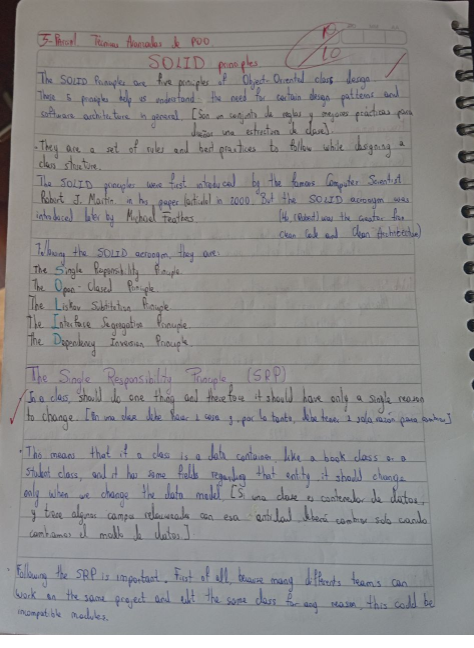 3-Parcial Técnicas Avanzadas de POO
10
10
SOLID principles
The SOLID Principles are five principles of Object-Oriented class design.
These 5 principles help us understand the need for certain design patterns and
software architecture in general. [Son un conjunto de reglas y mejores prácticas para
diseñar una estructura de clase].
· They are a set of rules and best practices to follow while designing a
class structure.
The SOLID principles were first introduced by the famous Computer Scientist
Robert J. Martin in his paper in 2000. But the SOLID acronym was
introduced later by Michael Feathes. (Robert) was the creator
Clean Code and Clean Architecture)
Following the SOLID acronym, they are:
The Single Responsibility Principle.
The Open-Closed Principle.
The Liskov Substitution Principle
The Interface Segregation Principle
The Dependency Inversion Principle
The Single Responsibility Principle (SRP)
In a class, should do one thing and therefore it should have only a single reason
to change. [En una clase debe hacer 1 cosa y, por lo tanto, debe tener 1 sola razón para cambiar]
· This means that if a class is a data container, like a book class or a
student class, and it has some fields regarding that entity, it should change
only when we change the data model [Si una clase es contenedor de datos,
y tiene algunos campos relacionados con esa entidad deberá cambiar solo cuando
cambiamos el modelo de datos]
· Following the SRP is important. First of all, because many differents teams can
work on the same project and edit the same class for any reason, this could be
incompatible modules.